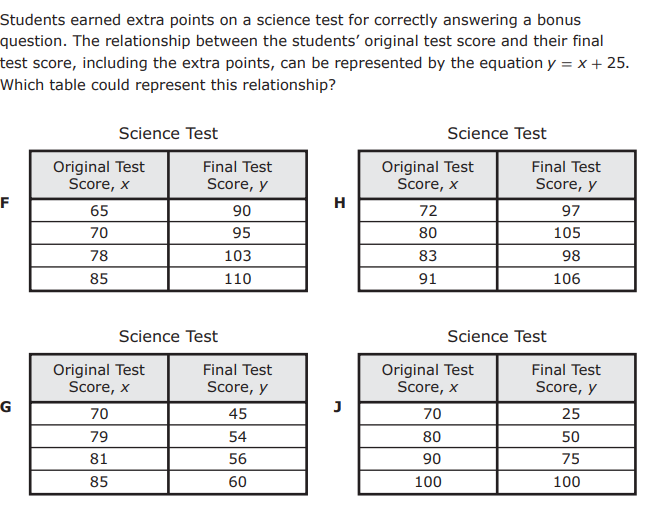 Students earned extra points on a science test for correctly answering a bonus
question. The relationship between the students’ original test score and their final
test score, including the extra points, can be represented by the equation y = x + 25.
Which table could represent this relationship?
F
Science Test
Original Test Score, x | Final Test Score, y
65 | 90
70 | 95
78 | 103
85 | 110
H
Science Test
Original Test Score, x | Final Test Score, y
72 | 97
80 | 105
83 | 98
91 | 106
G
Science Test
Original Test Score, x | Final Test Score, y
70 | 45
79 | 54
81 | 56
85 | 60
J
Science Test
Original Test Score, x | Final Test Score, y
70 | 25
80 | 50
90 | 75
100 | 100